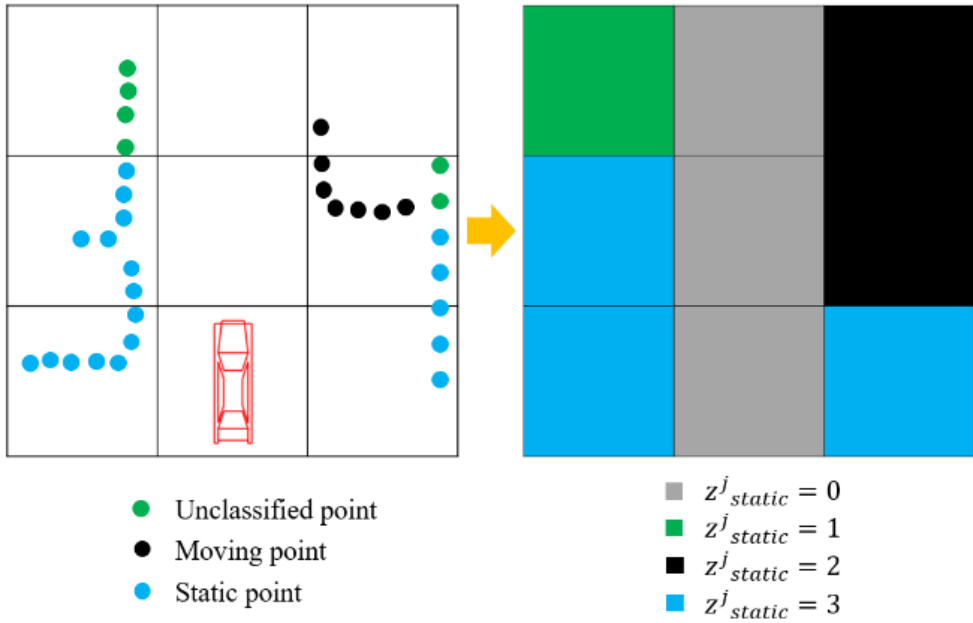 Unclassified point
Moving point
Static point
z^j_static = 0
z^j_static = 1
z^j_static = 2
z^j_static = 3